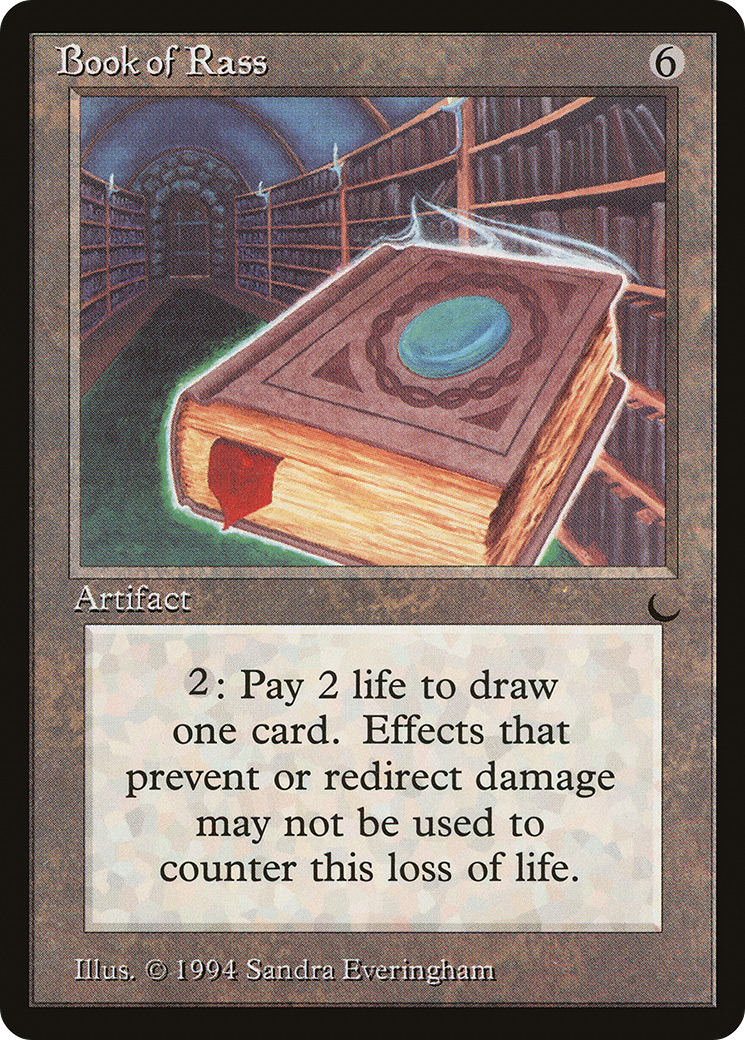 Book of Rass 6
Artifact
2: Pay 2 life to draw
one card. Effects that
prevent or redirect damage
may not be used to
counter this loss of life.
Illus. © 1994 Sandra Everingham